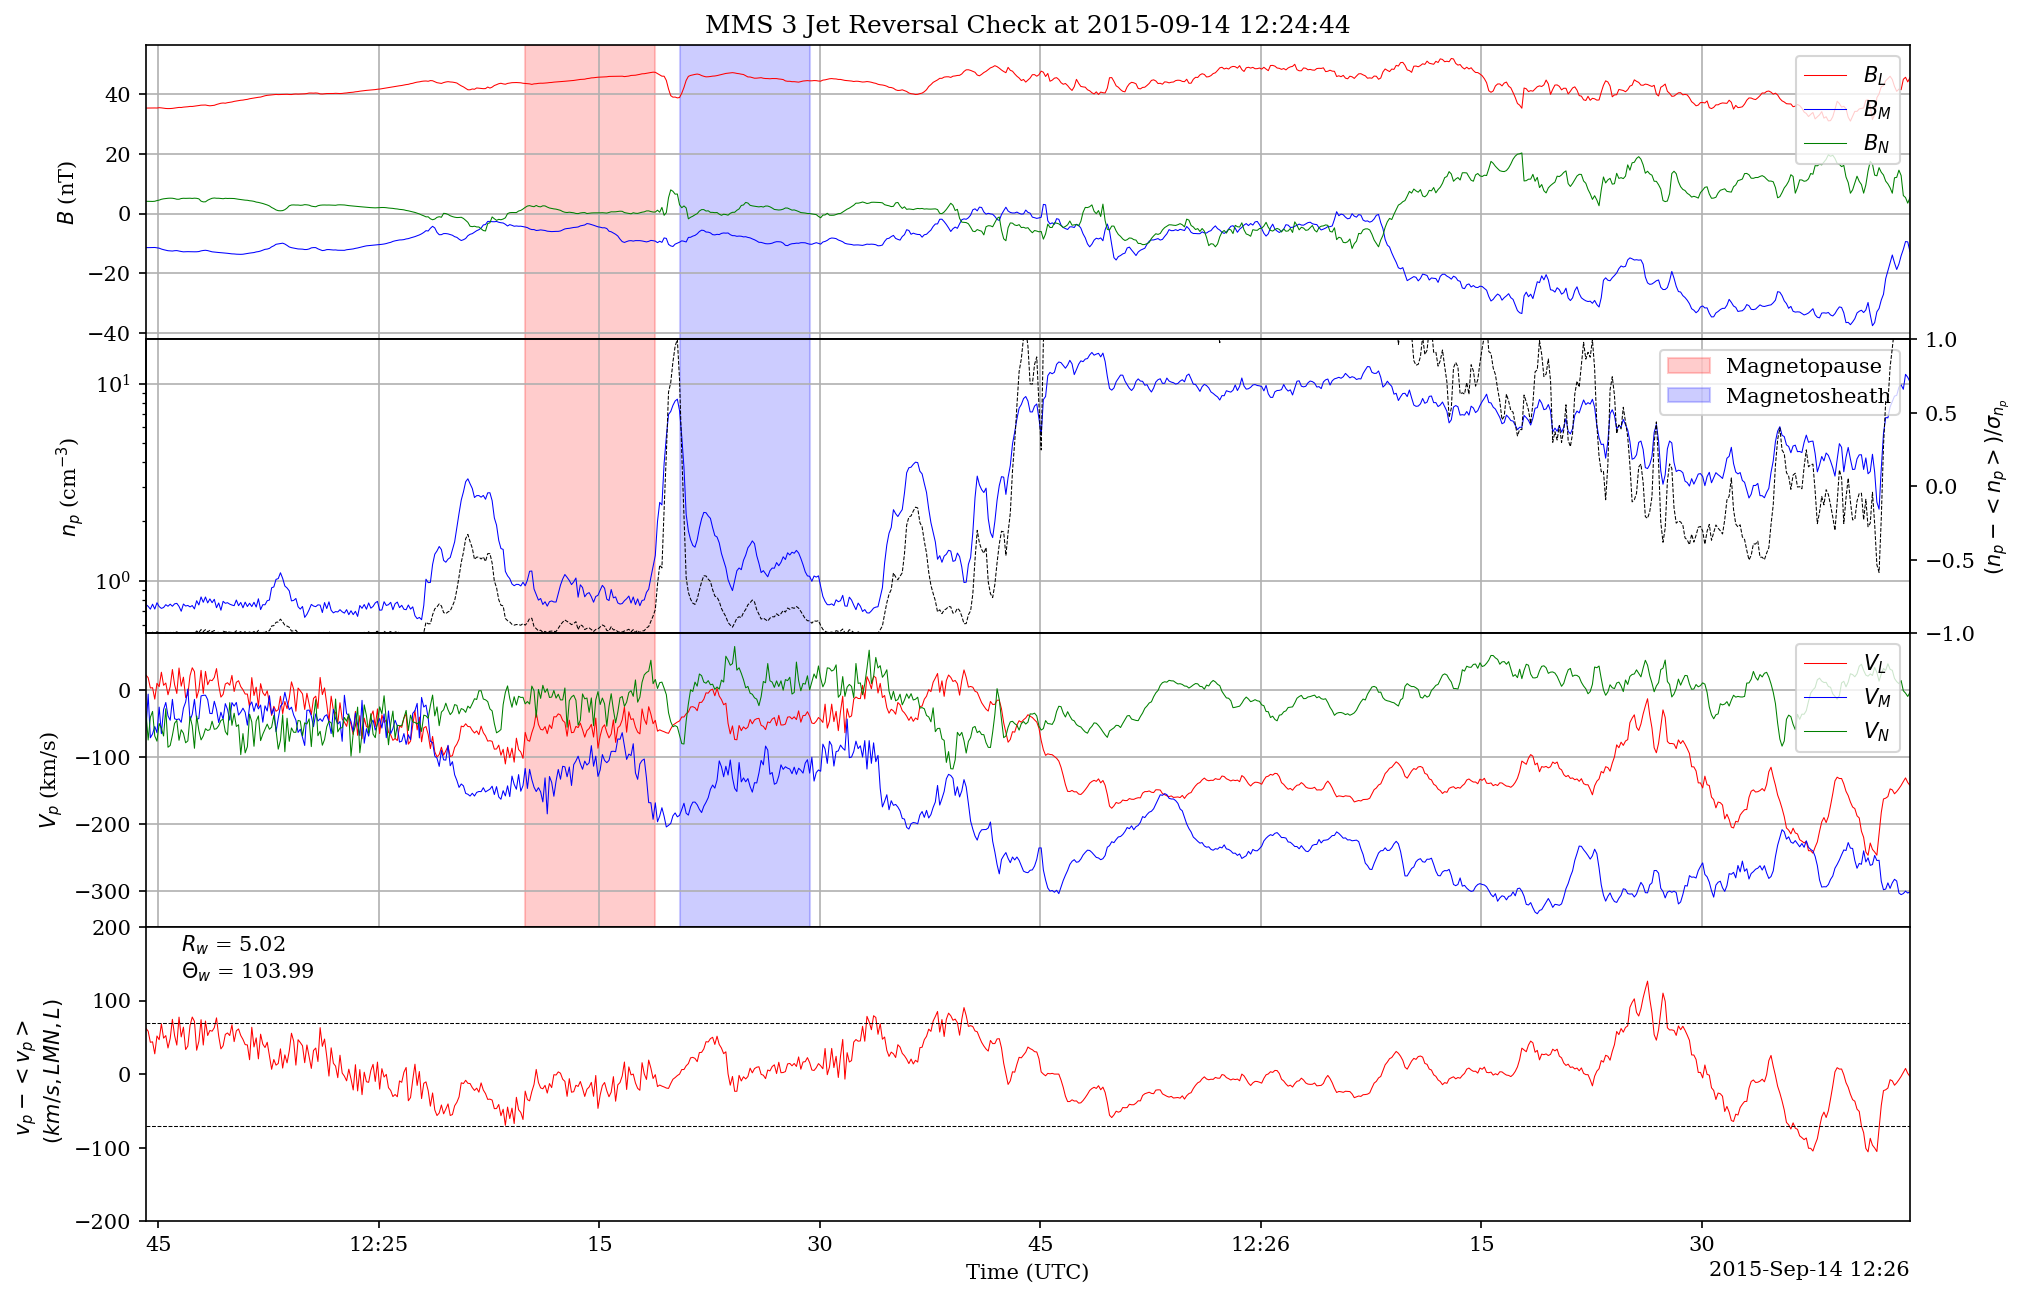 MMS 3 Jet Reversal Check at 2015-09-14 12:24:44
40
20
0
−20
−40
B (nT)
B_L
B_M
B_N
10^1
10^0
n_p (cm^−3)
1.0
0.5
0.0
−0.5
−1.0
(n_p − < n_p >)/σ_{n_p}
Magnetopause
Magnetosheath
0
−100
−200
−300
V_p (km/s)
V_L
V_M
V_N
200
100
0
−100
−200
v_p − < v_p >
(km/s, LMN, L)
R_w = 5.02
Θ_w = 103.99
45 12:25 15 30 45 12:26 15 30
Time (UTC)
2015-Sep-14 12:26